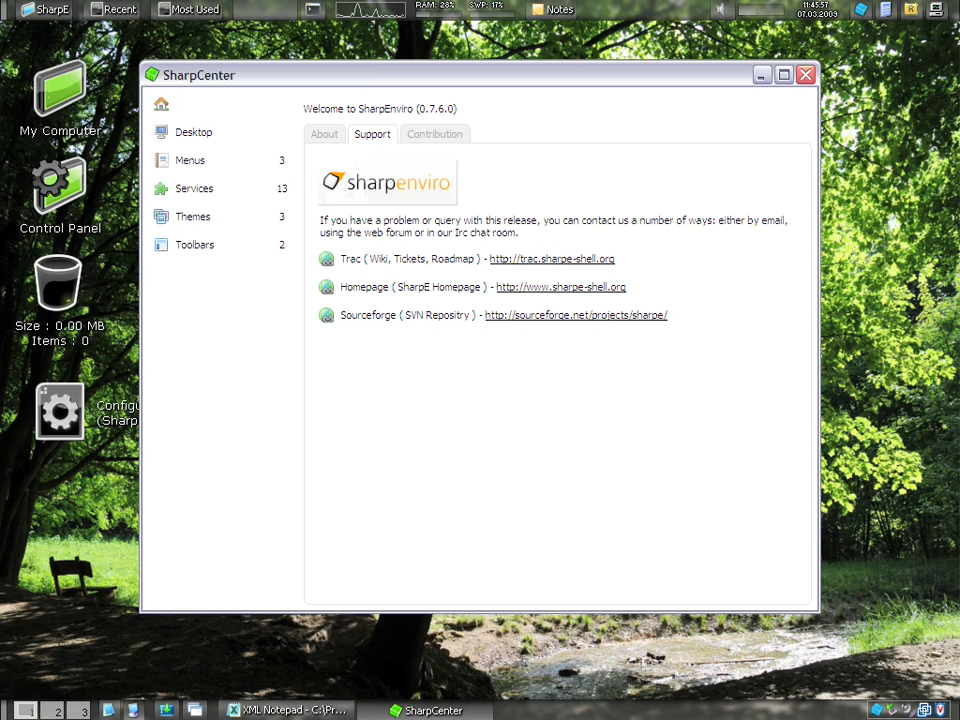 SharpE
Recent
Most Used
RAM: 28%
SWP: 17%
Notes
11:45:57
07.03.2009
My Computer
Control Panel
Size : 0.00 MB
Items : 0
(Sharp
SharpCenter
Desktop
Menus 3
Services 13
Themes 3
Toolbars 2
Welcome to SharpEnviro (0.7.6.0)
About Support Contribution
sharpenviro
If you have a problem or query with this release, you can contact us a number of ways: either by email,
using the web forum or in our Irc chat room.
Trac ( Wiki, Tickets, Roadmap ) - http://trac.sharpe-shell.org
Homepage ( SharpE Homepage ) - http://www.sharpe-shell.org
Sourceforge ( SVN Repositry ) - http://sourceforge.net/projects/sharpe/
1 2 3
XML Notepad - C:\Pr...
SharpCenter